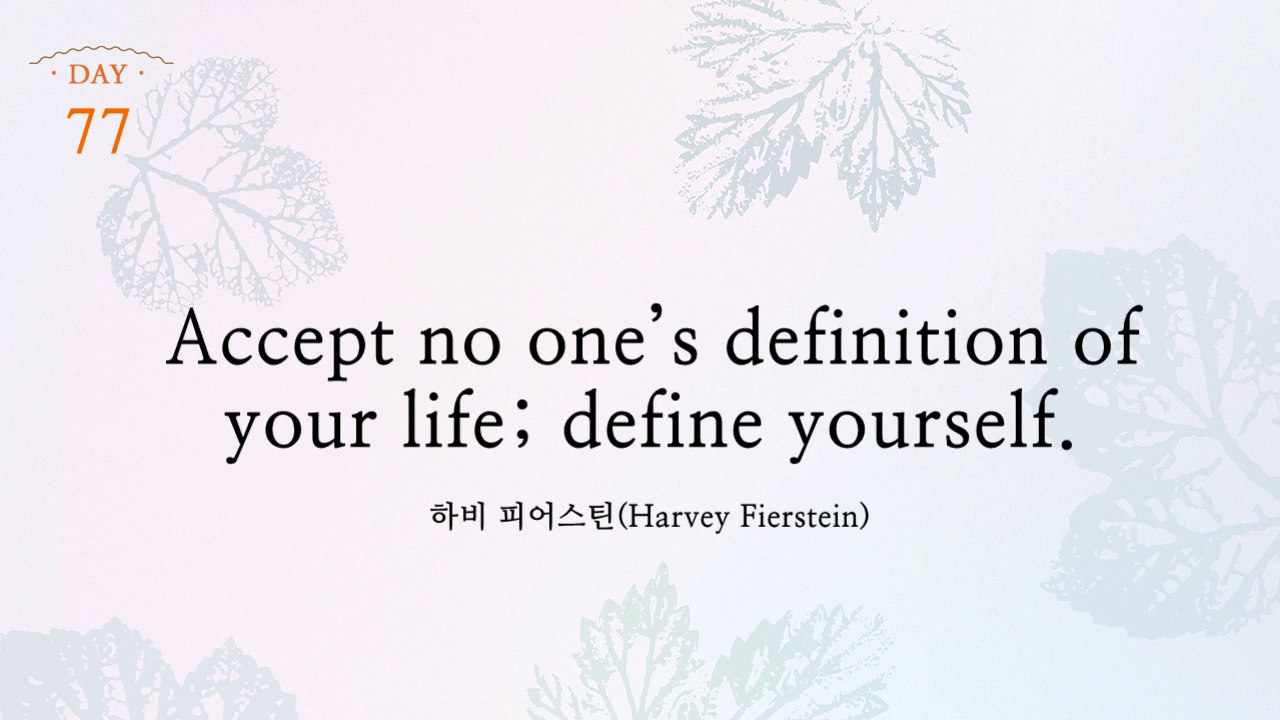 · DAY ·
77
Accept no one’s definition of
your life; define yourself.
하비 피어스틴(Harvey Fierstein)